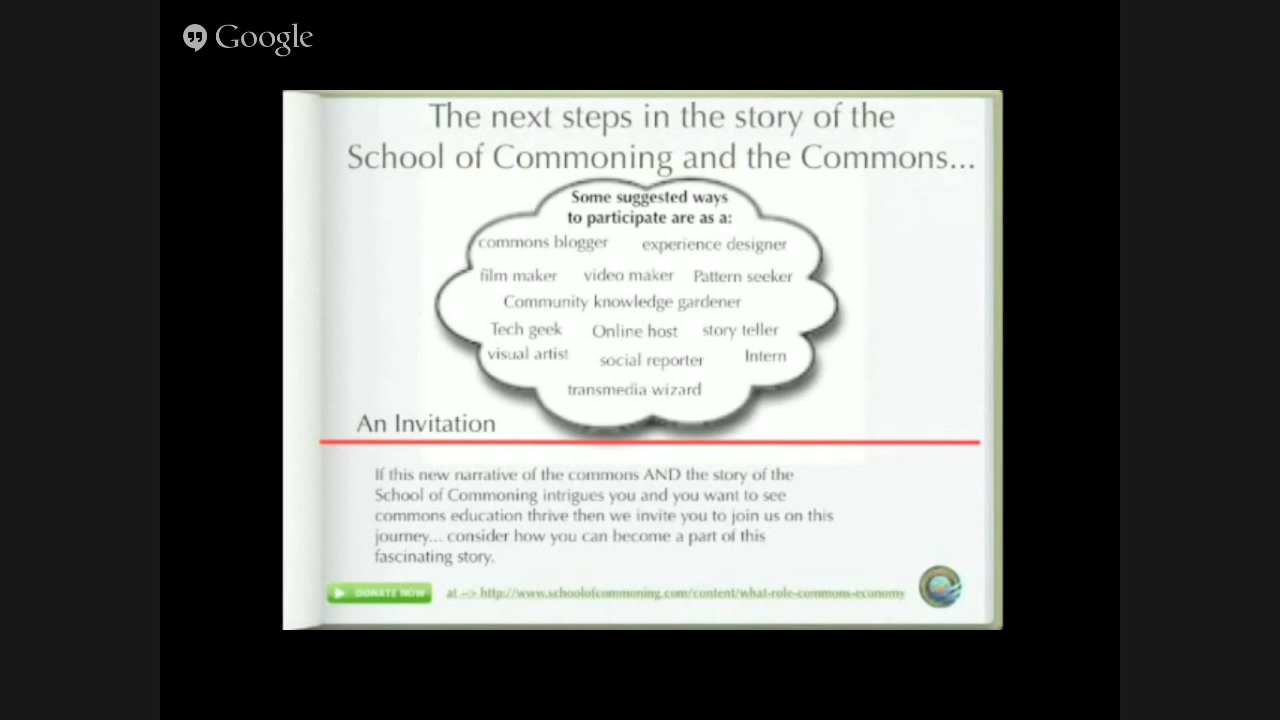 Google
The next steps in the story of the
School of Commoning and the Commons...
Some suggested ways
to participate are as a:
commons blogger experience designer
film maker video maker Pattern seeker
Community knowledge gardener
Tech geek Online host story teller
visual artist social reporter Intern
transmedia wizard
An Invitation
If this new narrative of the commons AND the story of the
School of Commoning intrigues you and you want to see
commons education thrive then we invite you to join us on this
journey... consider how you can become a part of this
fascinating story.
DONATE NOW at --> http://www.schoolofcommoning.com/content/what-role-commons-economy